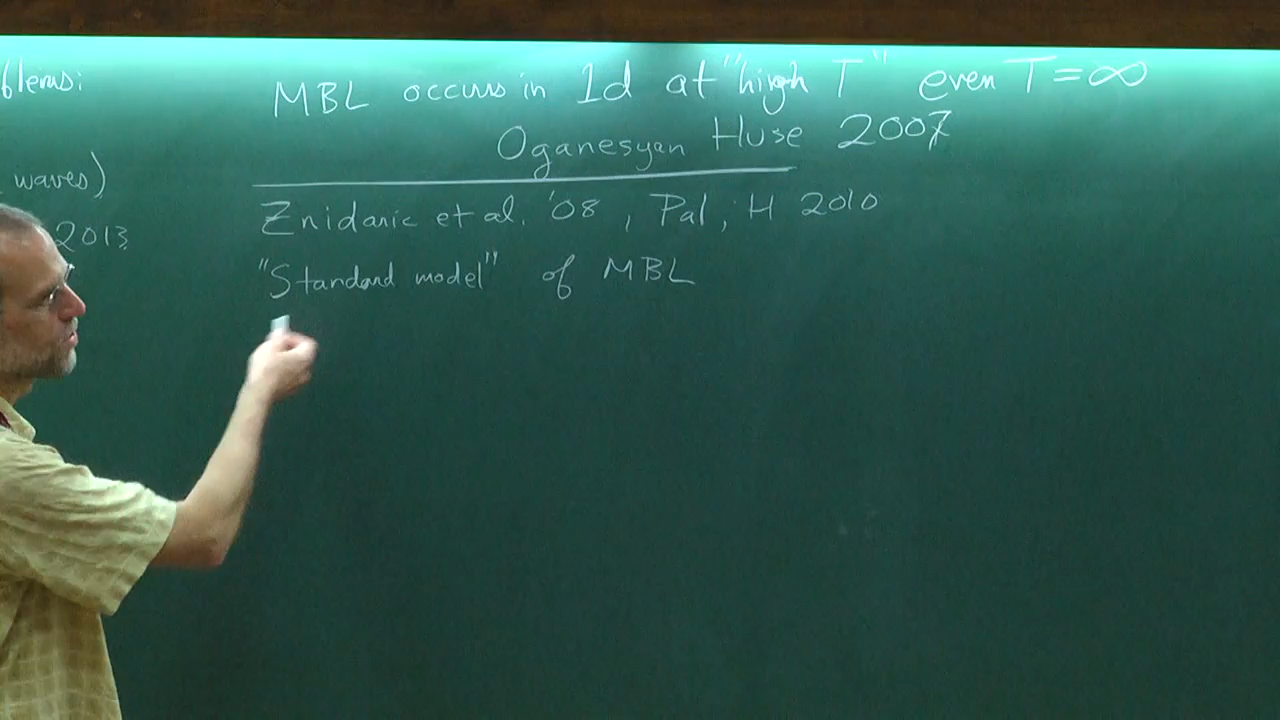 blems:
waves)
2013
MBL occurs in 1d at "high T" even T=∞
Oganesyan Huse 2007
Znidaric et al. '08, Pal, H 2010
"Standard model" of MBL